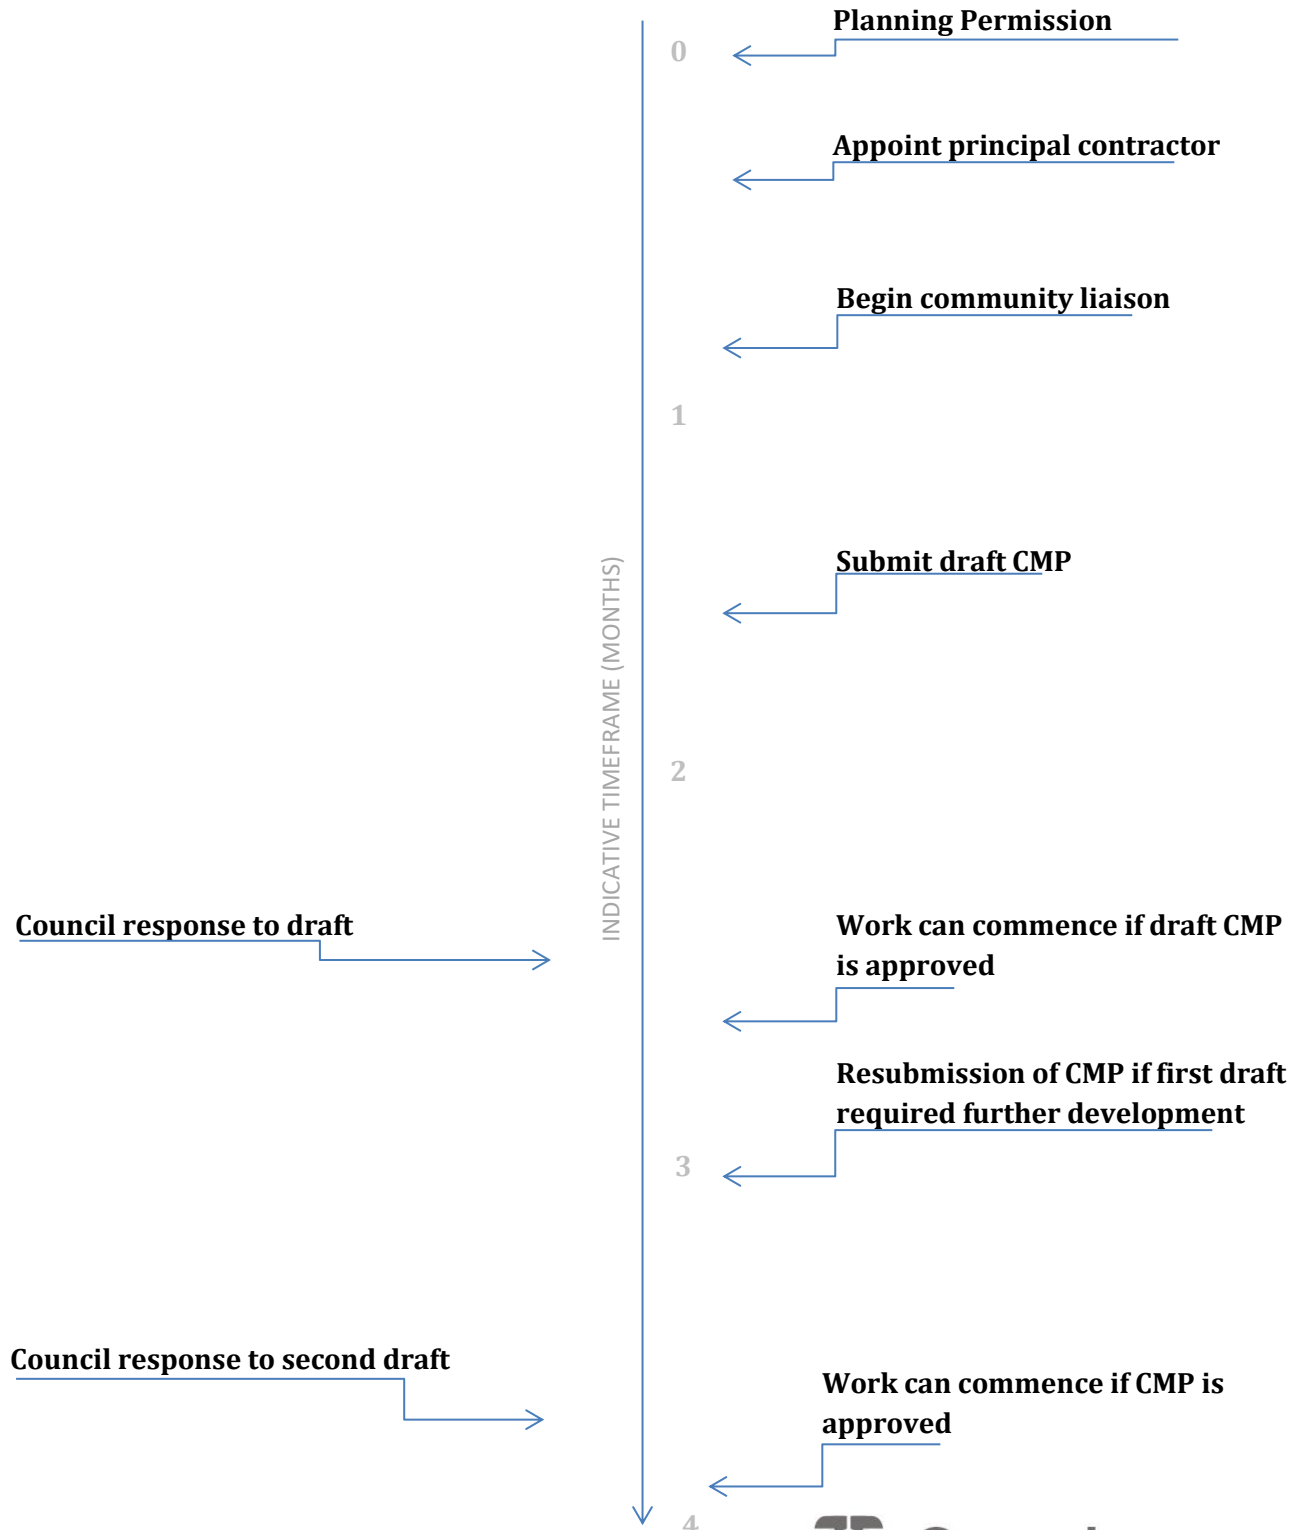 Planning Permission
0
Appoint principal contractor
Begin community liaison
1
Submit draft CMP
INDICATIVE TIMEFRAME (MONTHS)
2
Council response to draft
Work can commence if draft CMP
is approved
Resubmission of CMP if first draft
required further development
3
Council response to second draft
Work can commence if CMP is
approved
4